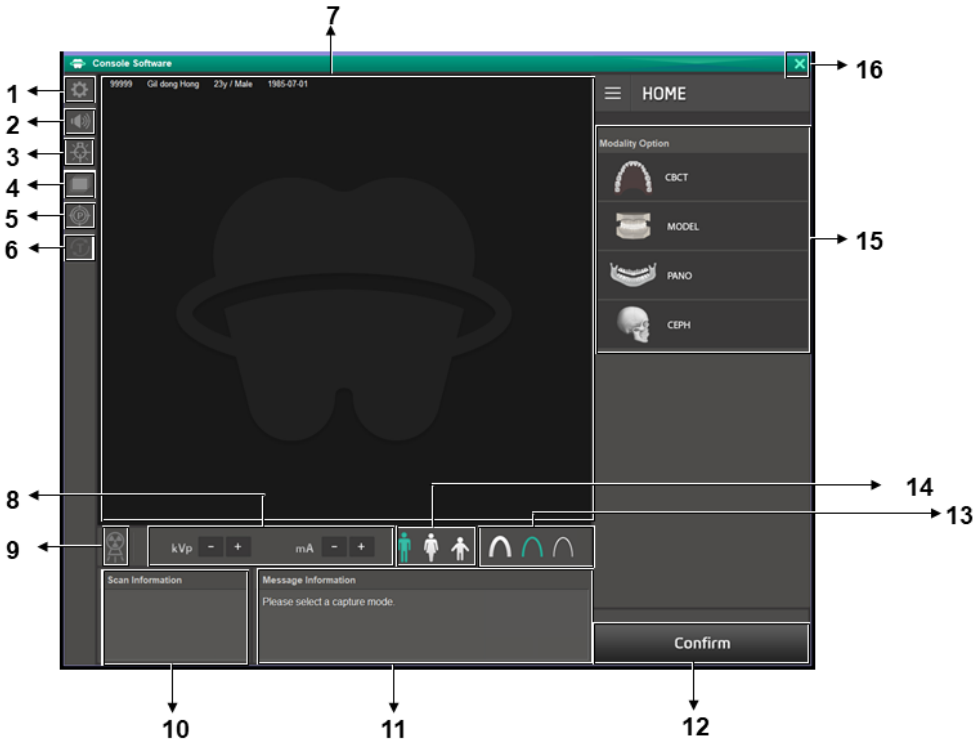 7
Console Software
16
99999 Gil dong Hong 23y / Male 1985-07-01
1
HOME
2
Modality Option
3
CBCT
4
MODEL
5
15
6
PANO
CEPH
8
14
13
9
kVp - + mA - +
Scan Information
Message Information
Please select a capture mode.
Confirm
10
11
12